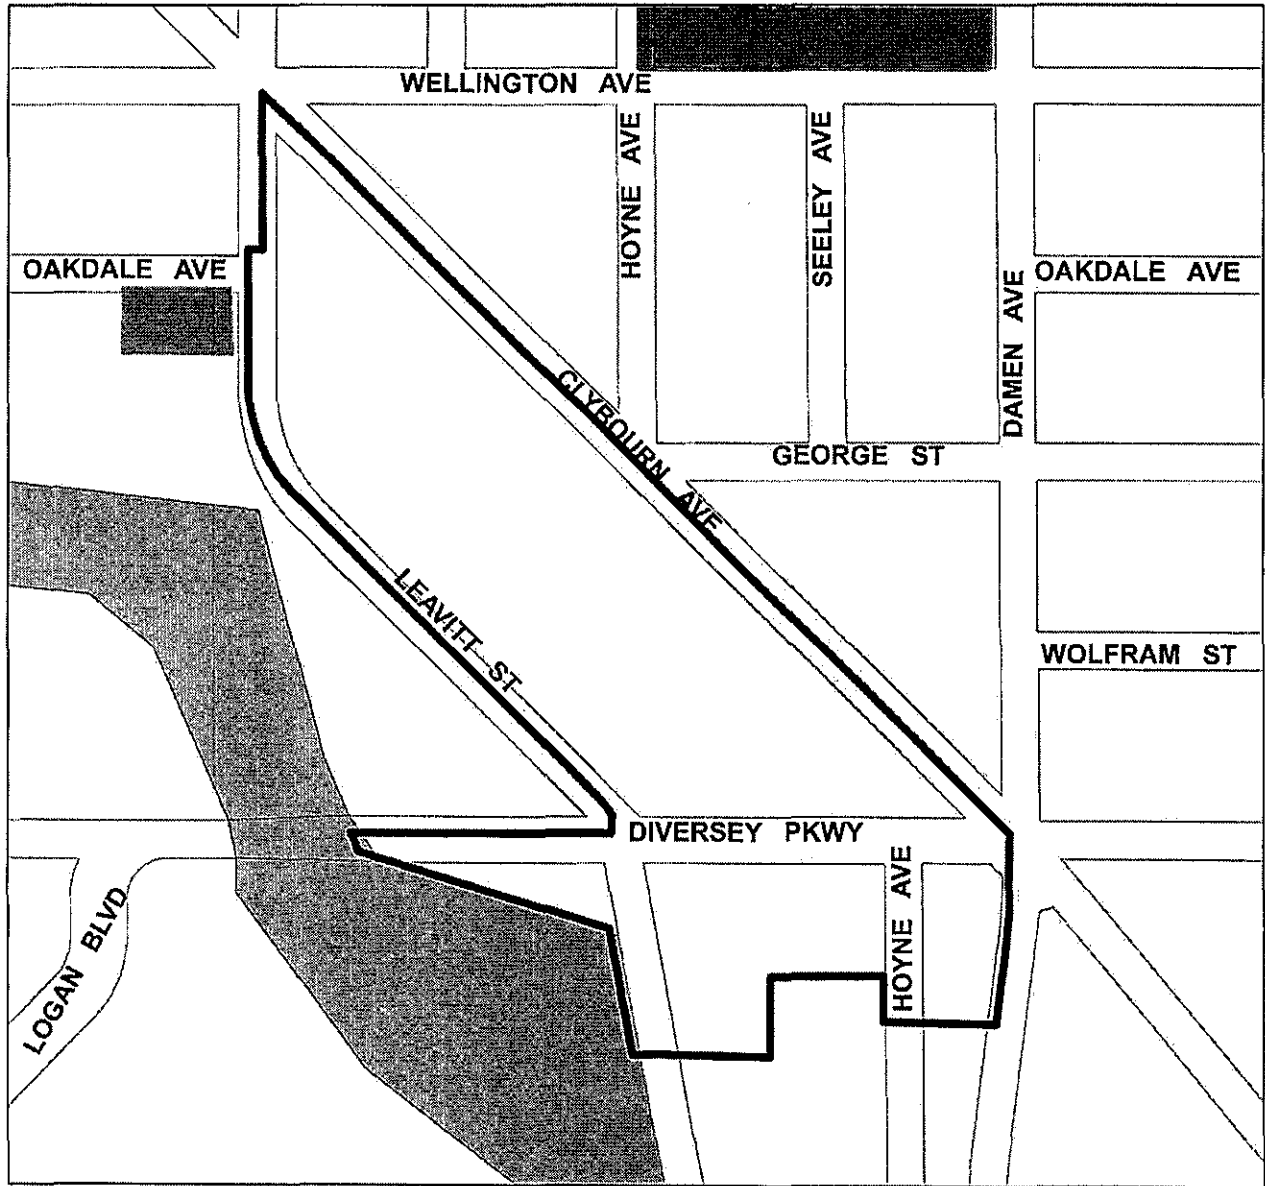 WELLINGTON AVE
HOYNE AVE
SEELEY AVE
OAKDALE AVE
DAMEN AVE
OAKDALE AVE
CLYBOURN AVE
GEORGE ST
LEAVITT ST
WOLFRAM ST
DIVERSEY PKWY
HOYNE AVE
LOGAN BLVD